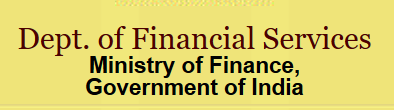 Dept. of Financial Services
Ministry of Finance,
Government of India